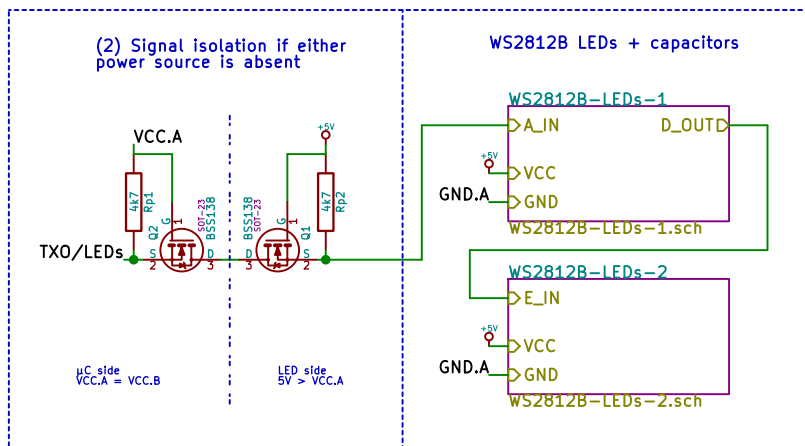 (2) Signal isolation if either
power source is absent
WS2812B LEDs + capacitors
VCC.A
4k7
Rp1
TXO/LEDs
Q2
S
2
G
1
SOT-23
BSS138
D
3
+5V
BSS138
SOT-23
D
3
G
1
Q1
S
2
4k7
Rp2
µC side
VCC.A = VCC.B
LED side
5V > VCC.A
WS2812B-LEDs-1
A_IN
D_OUT
+5V
VCC
GND.A
GND
WS2812B-LEDs-1.sch
WS2812B-LEDs-2
E_IN
+5V
VCC
GND.A
GND
WS2812B-LEDs-2.sch